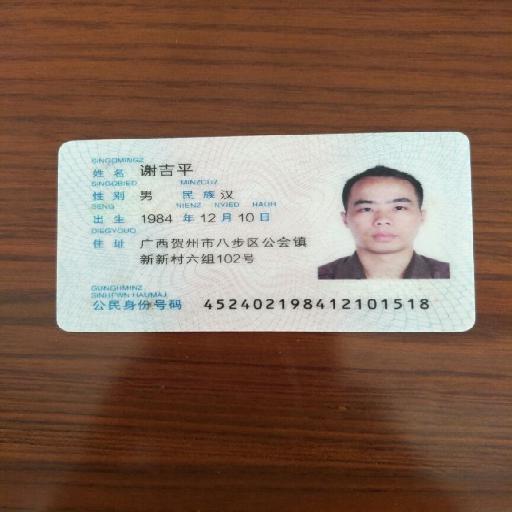 SINGQMINGZ
姓名 谢吉平
SINGQBIED MINZCUZ
性别 男 民族 汉
SENG NIENZ NYIED HAUH
出生 1984 年 12 月 10 日
DIEGYOUQ
住址 广西贺州市八步区公会镇
新新村六组102号
GUNGHMINZ
SINHFWN HAUMAJ
公民身份号码 452402198412101518